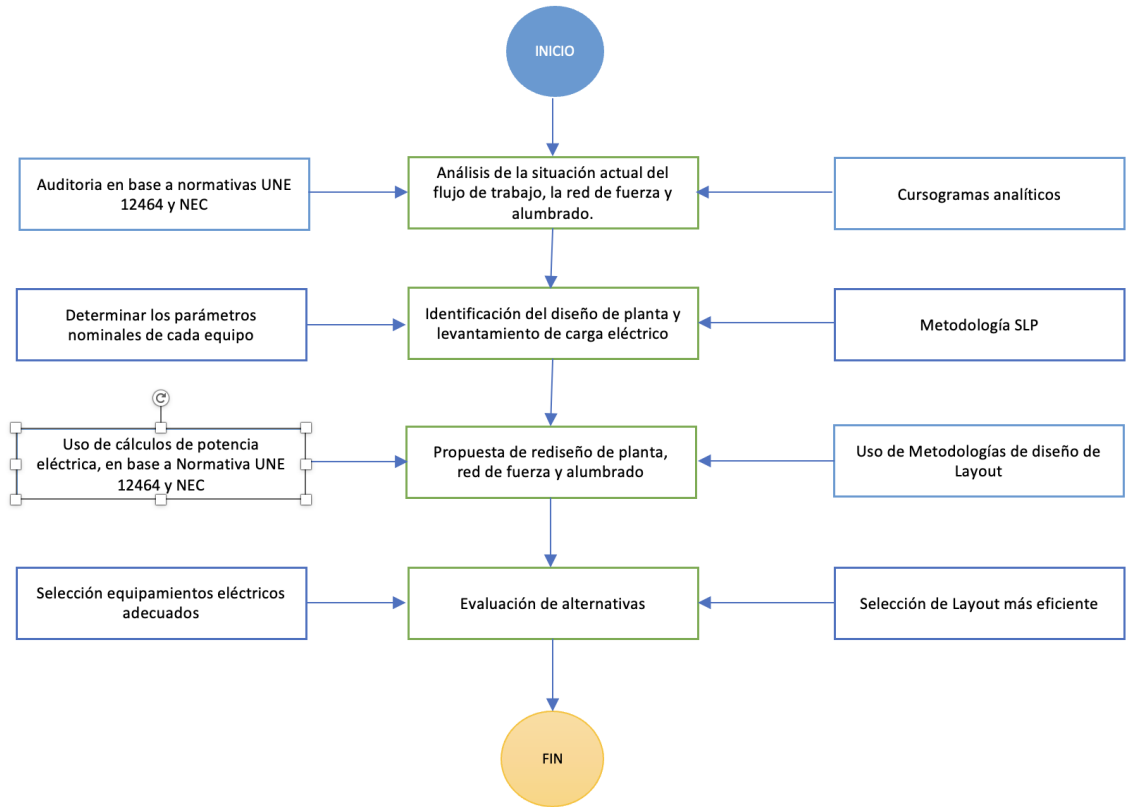 INICIO
Auditoria en base a normativas UNE
12464 y NEC
Análisis de la situación actual del
flujo de trabajo, la red de fuerza y
alumbrado.
Cursogramas analíticos
Determinar los parámetros
nominales de cada equipo
Identificación del diseño de planta y
levantamiento de carga eléctrico
Metodología SLP
Uso de cálculos de potencia
eléctrica, en base a Normativa UNE
12464 y NEC
Propuesta de rediseño de planta,
red de fuerza y alumbrado
Uso de Metodologías de diseño de
Layout
Selección equipamientos eléctricos
adecuados
Evaluación de alternativas
Selección de Layout más eficiente
FIN